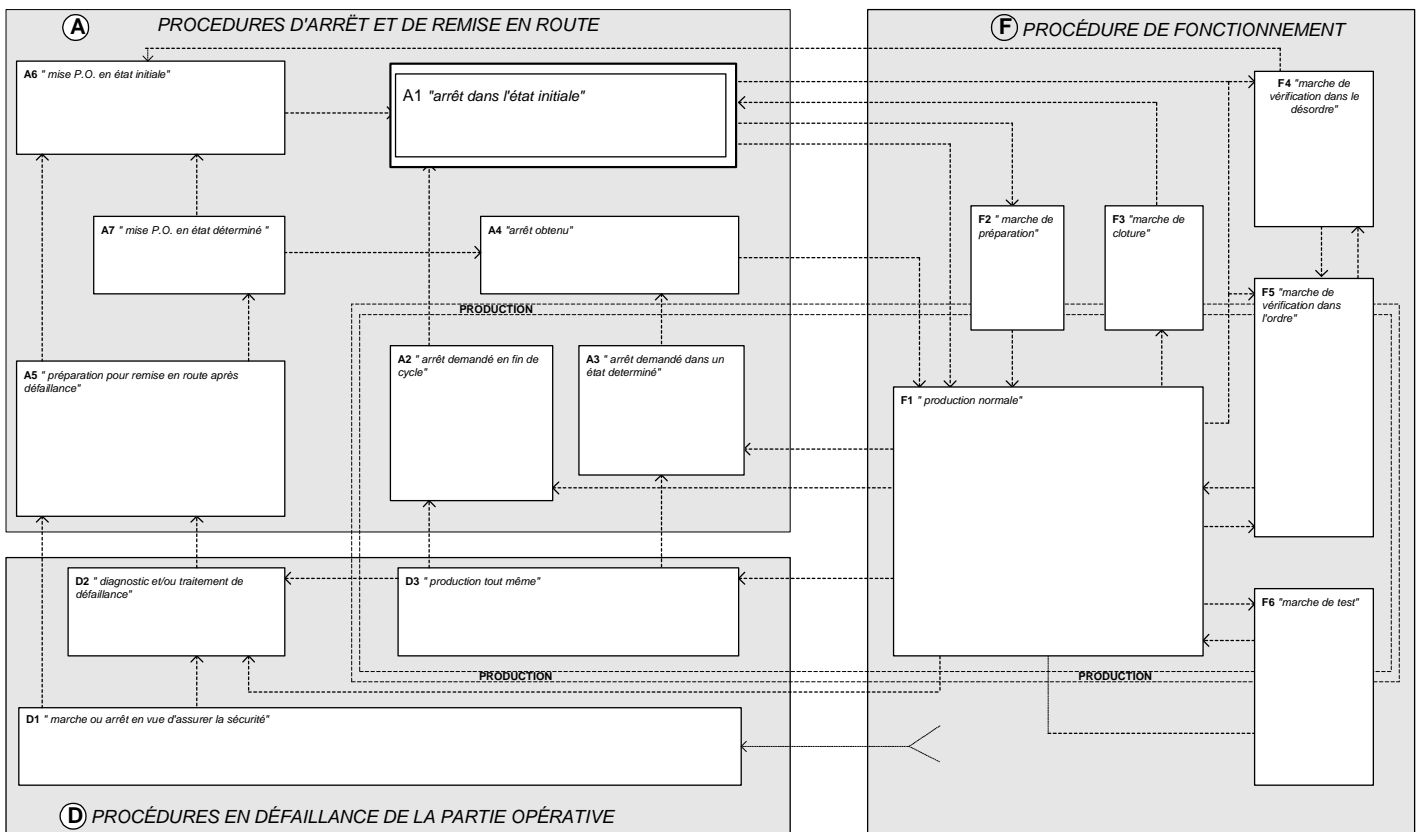 A PROCEDURES D'ARRËT ET DE REMISE EN ROUTE
A6 " mise P.O. en état initiale"
A1 "arrêt dans l'état initiale"
A7 " mise P.O. en état déterminé "
A4 "arrêt obtenu"
PRODUCTION
A2 " arrêt demandé en fin de
cycle"
A3 " arrêt demandé dans un
état determiné"
A5 " préparation pour remise en route après
défaillance"
F PROCÉDURE DE FONCTIONNEMENT
F4 "marche de
vérification dans le
désordre"
F2 " marche de
préparation"
F3 "marche de
cloture"
F5 "marche de
vérification dans
l'ordre"
F1 " production normale"
F6 "marche de test"
PRODUCTION
D2 " diagnostic et/ou traitement de
défaillance"
D3 " production tout même"
PRODUCTION
D1 " marche ou arrêt en vue d'assurer la sécurité"
D PROCÉDURES EN DÉFAILLANCE DE LA PARTIE OPÉRATIVE